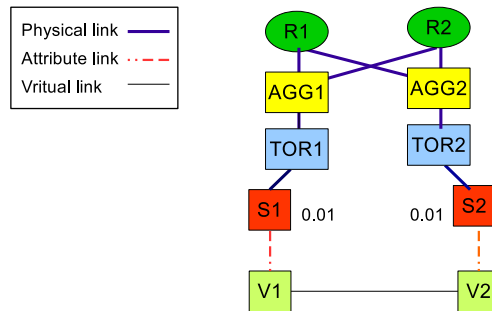 Physical link
Attribute link
Vritual link
R1
R2
AGG1
AGG2
TOR1
TOR2
S1
0.01
0.01
S2
V1
V2